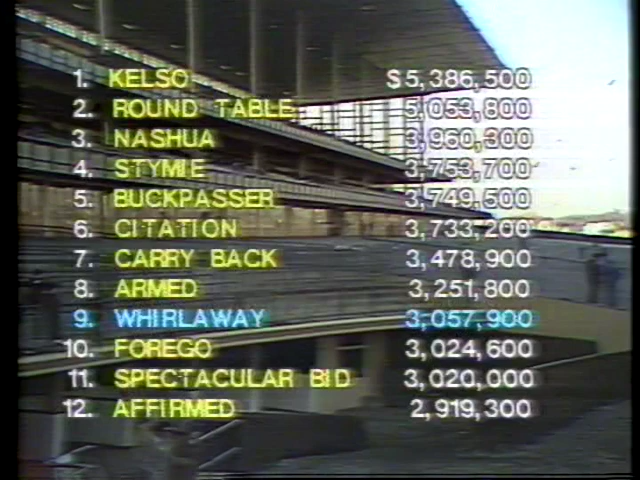 1. KELSO $5,386,500
2. ROUND TABLE 5,053,800
3. NASHUA 3,960,300
4. STYMIE 3,753,700
5. BUCKPASSER 3,749,500
6. CITATION 3,733,200
7. CARRY BACK 3,478,900
8. ARMED 3,251,800
9. WHIRLAWAY 3,057,900
10. FOREGO 3,024,600
11. SPECTACULAR BID 3,020,000
12. AFFIRMED 2,919,300